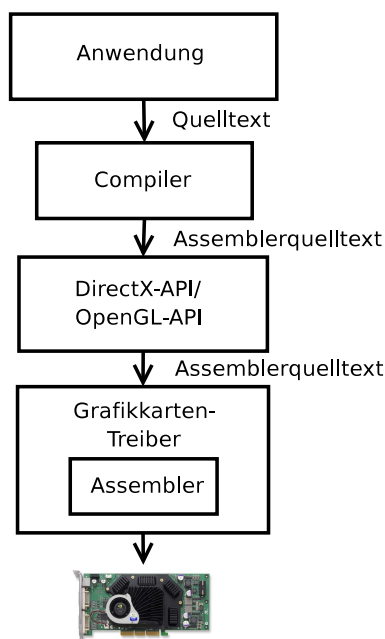 Anwendung
Quelltext
Compiler
Assemblerquelltext
DirectX-API/
OpenGL-API
Assemblerquelltext
Grafikkarten-
Treiber
Assembler